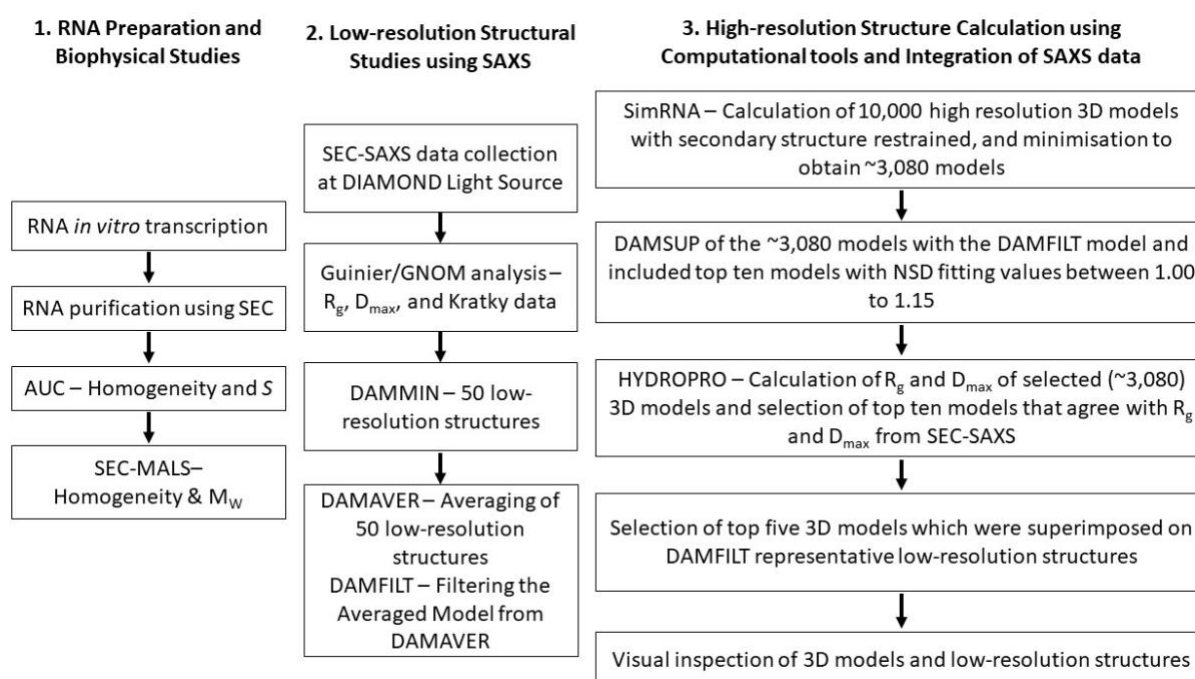 1. RNA Preparation and
Biophysical Studies
RNA in vitro transcription
RNA purification using SEC
AUC – Homogeneity and S
SEC-MALS–
Homogeneity & MW
2. Low-resolution Structural
Studies using SAXS
SEC-SAXS data collection
at DIAMOND Light Source
Guinier/GNOM analysis –
Rg, Dmax, and Kratky data
DAMMIN – 50 low-
resolution structures
DAMAVER – Averaging of
50 low-resolution
structures
DAMFILT – Filtering the
Averaged Model from
DAMAVER
3. High-resolution Structure Calculation using
Computational tools and Integration of SAXS data
SimRNA – Calculation of 10,000 high resolution 3D models
with secondary structure restrained, and minimisation to
obtain ~3,080 models
DAMSUP of the ~3,080 models with the DAMFILT model and
included top ten models with NSD fitting values between 1.00
to 1.15
HYDROPRO – Calculation of Rg and Dmax of selected (~3,080)
3D models and selection of top ten models that agree with Rg
and Dmax from SEC-SAXS
Selection of top five 3D models which were superimposed on
DAMFILT representative low-resolution structures
Visual inspection of 3D models and low-resolution structures